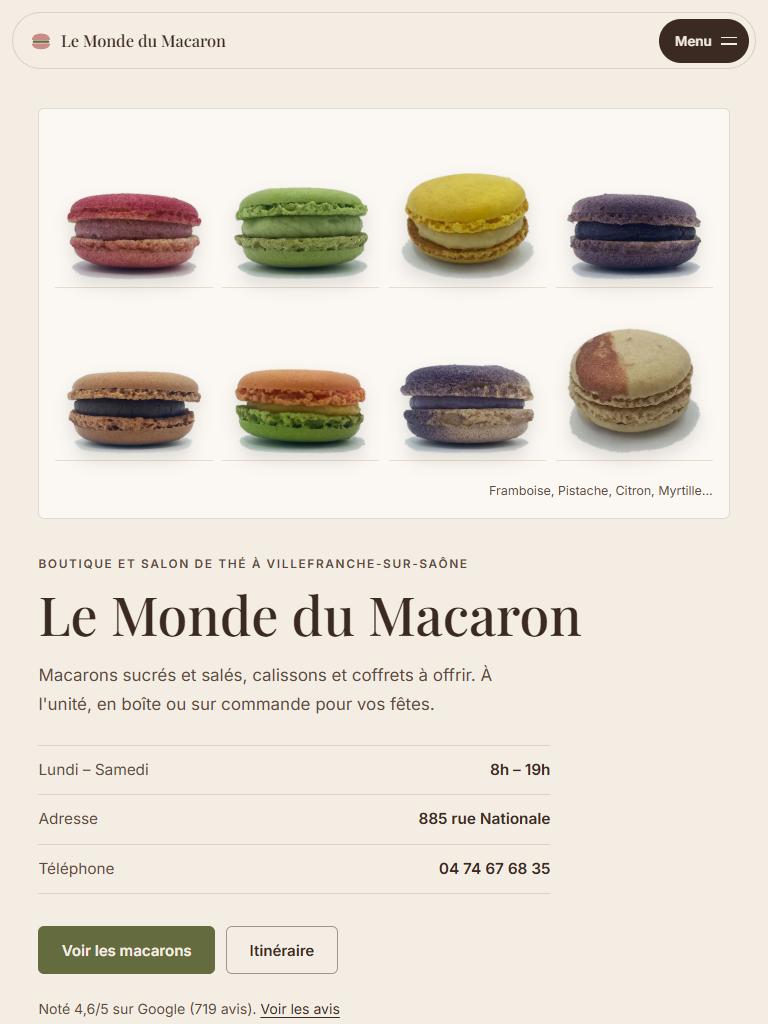 Le Monde du Macaron
Menu
Framboise, Pistache, Citron, Myrtille...
BOUTIQUE ET SALON DE THÉ À VILLEFRANCHE-SUR-SAÔNE
Le Monde du Macaron
Macarons sucrés et salés, calissons et coffrets à offrir. À
l'unité, en boîte ou sur commande pour vos fêtes.
Lundi – Samedi
8h – 19h
Adresse
885 rue Nationale
Téléphone
04 74 67 68 35
Voir les macarons
Itinéraire
Noté 4,6/5 sur Google (719 avis). Voir les avis